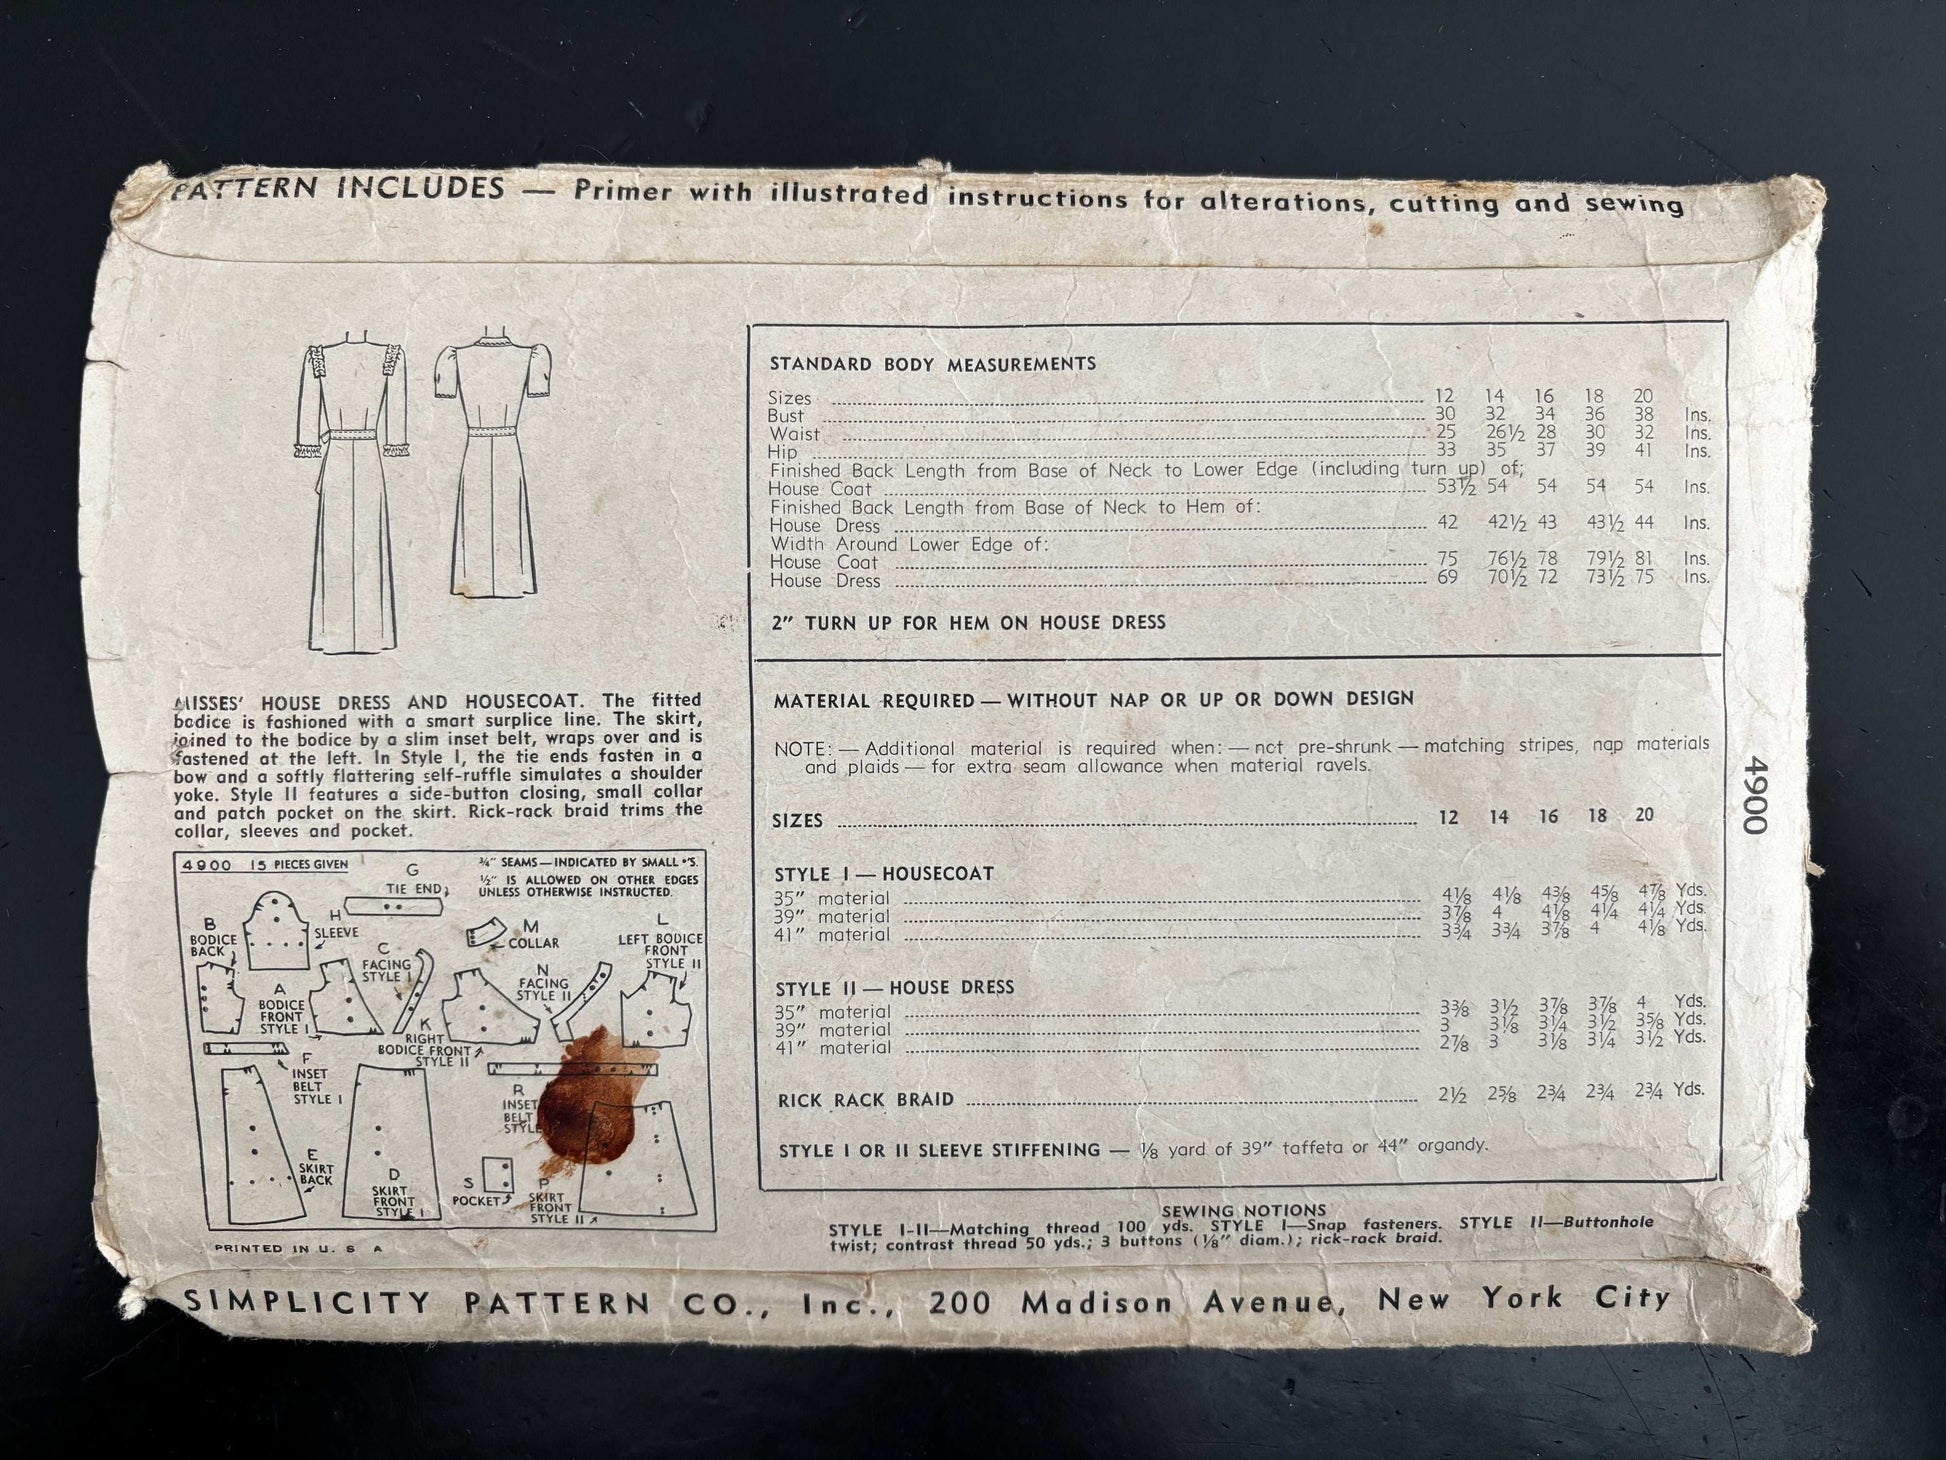 PATTERN INCLUDES — Primer with illustrated instructions for alterations, cutting and sewing
MISSES' HOUSE DRESS AND HOUSECOAT. The fitted
bodice is fashioned with a smart surplice line. The skirt,
joined to the bodice by a slim inset belt, wraps over and is
fastened at the left. In Style I, the tie ends fasten in a
bow and a softly flattering self-ruffle simulates a shoulder
yoke. Style II features a side-button closing, small collar
and patch pocket on the skirt. Rick-rack braid trims the
collar, sleeves and pocket.
4900 15 PIECES GIVEN
¾" SEAMS—INDICATED BY SMALL •'S.
½" IS ALLOWED ON OTHER EDGES
UNLESS OTHERWISE INSTRUCTED.
G
TIE END
H
SLEEVE
B
BODICE
BACK
M
COLLAR
L
LEFT BODICE
FRONT
STYLE II
C
FACING
STYLE I
N
FACING
STYLE II
A
BODICE
FRONT
STYLE I
K
RIGHT
BODICE FRONT
STYLE II
F
INSET
BELT
STYLE I
R
INSET
BELT
STYLE
E
SKIRT
BACK
D
SKIRT
FRONT
STYLE I
S
POCKET
P
SKIRT
FRONT
STYLE II
PRINTED IN U. S A
STANDARD BODY MEASUREMENTS
Sizes 12 14 16 18 20
Bust 30 32 34 36 38 Ins.
Waist 25 26½ 28 30 32 Ins.
Hip 33 35 37 39 41 Ins.
Finished Back Length from Base of Neck to Lower Edge (including turn up) of;
House Coat 53½ 54 54 54 54 Ins.
Finished Back Length from Base of Neck to Hem of:
House Dress 42 42½ 43 43½ 44 Ins.
Width Around Lower Edge of:
House Coat 75 76½ 78 79½ 81 Ins.
House Dress 69 70½ 72 73½ 75 Ins.
2" TURN UP FOR HEM ON HOUSE DRESS
MATERIAL REQUIRED — WITHOUT NAP OR UP OR DOWN DESIGN
NOTE: — Additional material is required when: — not pre-shrunk — matching stripes, nap materials
and plaids — for extra seam allowance when material ravels.
SIZES 12 14 16 18 20
STYLE I — HOUSECOAT
35" material 4⅛ 4⅛ 4⅜ 4⅝ 4⅞ Yds.
39" material 3⅞ 4 4⅛ 4¼ 4¼ Yds.
41" material 3¾ 3¾ 3⅞ 4 4⅛ Yds.
STYLE II — HOUSE DRESS
35" material 3⅜ 3½ 3⅞ 3⅞ 4 Yds.
39" material 3 3⅛ 3¼ 3½ 3⅝ Yds.
41" material 2⅞ 3 3⅛ 3¼ 3½ Yds.
RICK RACK BRAID 2½ 2⅝ 2¾ 2¾ 2¾ Yds.
STYLE I OR II SLEEVE STIFFENING — ⅛ yard of 39" taffeta or 44" organdy.
4900
SEWING NOTIONS
STYLE I-II—Matching thread 100 yds. STYLE I—Snap fasteners. STYLE II—Buttonhole
twist; contrast thread 50 yds.; 3 buttons (⅛" diam.); rick-rack braid.
SIMPLICITY PATTERN CO., Inc., 200 Madison Avenue, New York City